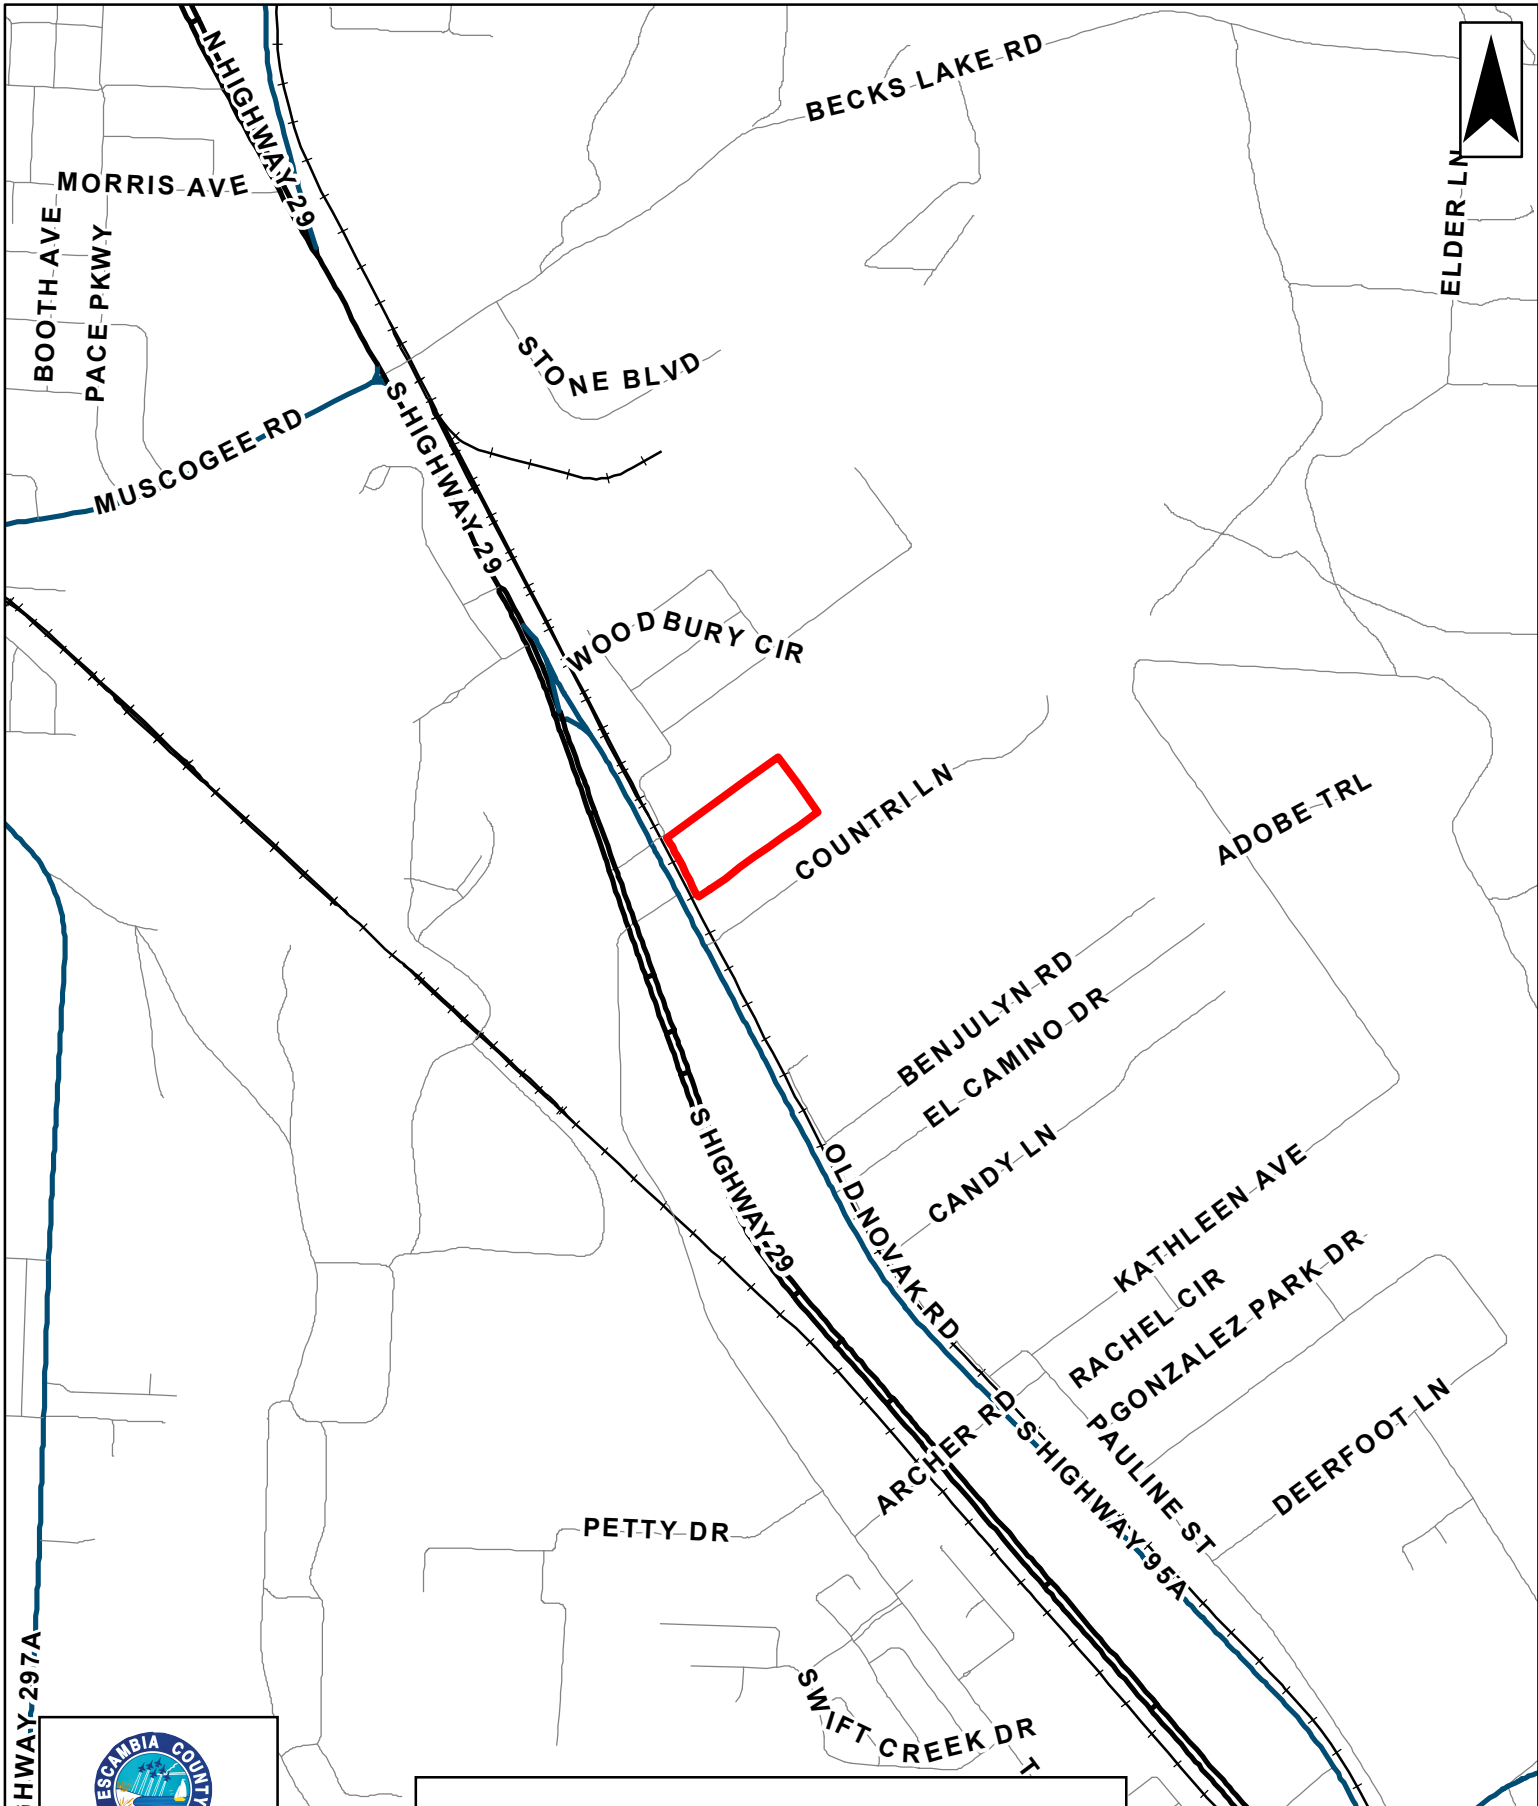 N HIGHWAY 29
BECKS LAKE RD
MORRIS AVE
ELDER LN
BOOTH AVE
PACE PKWY
STONE BLVD
MUSCOGEE RD
S HIGHWAY 29
WOODBURY CIR
COUNTRI LN
ADOBE TRL
BENJULYN RD
EL CAMINO DR
CANDY LN
S HIGHWAY 29
OLD NOVAK RD
KATHLEEN AVE
RACHEL CIR
GONZALEZ PARK DR
ARCHER RD
PAULINE ST
DEERFOOT LN
S HIGHWAY 95A
PETTY DR
SWIFT CREEK DR
HWAY 297A
ESCAMBIA COUNTY